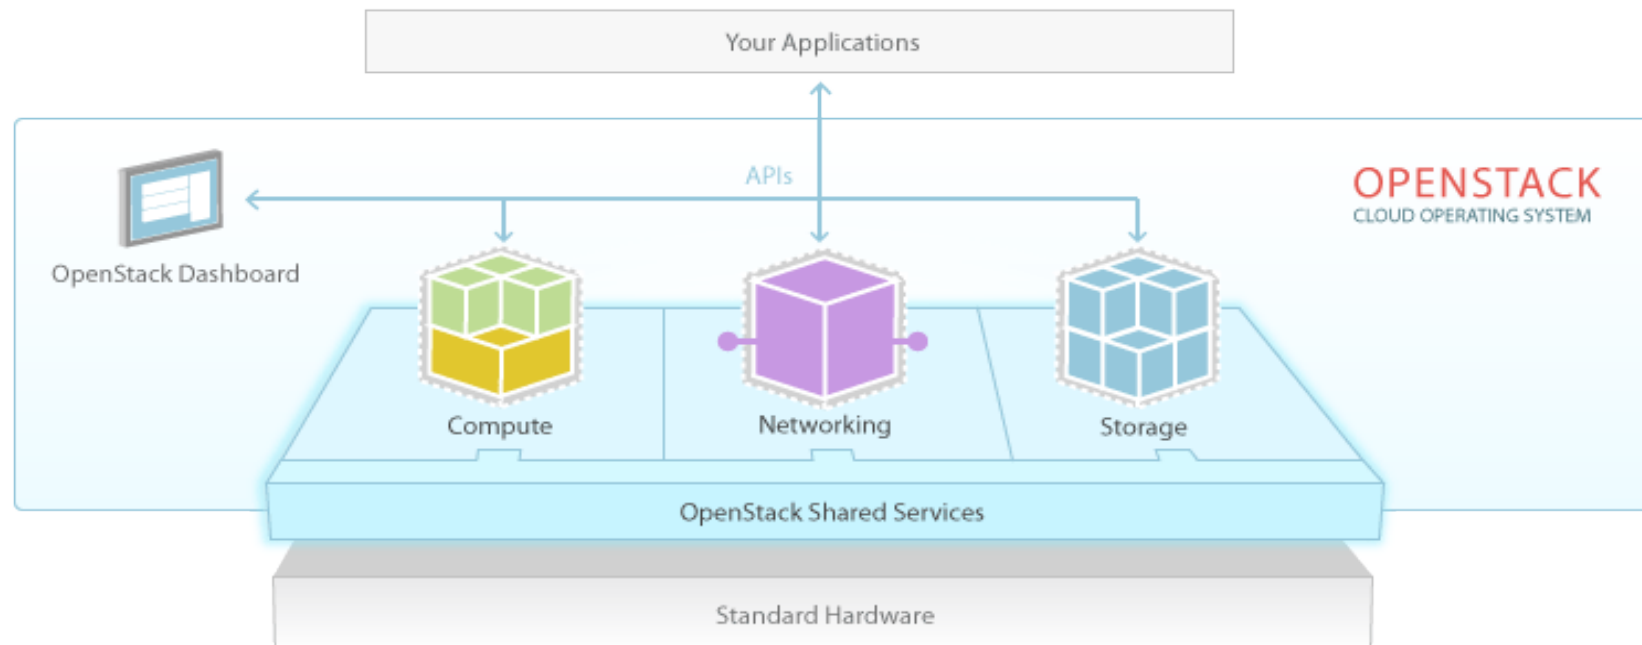 Your Applications
APIs
OPENSTACK
CLOUD OPERATING SYSTEM
OpenStack Dashboard
Compute
Networking
Storage
OpenStack Shared Services
Standard Hardware